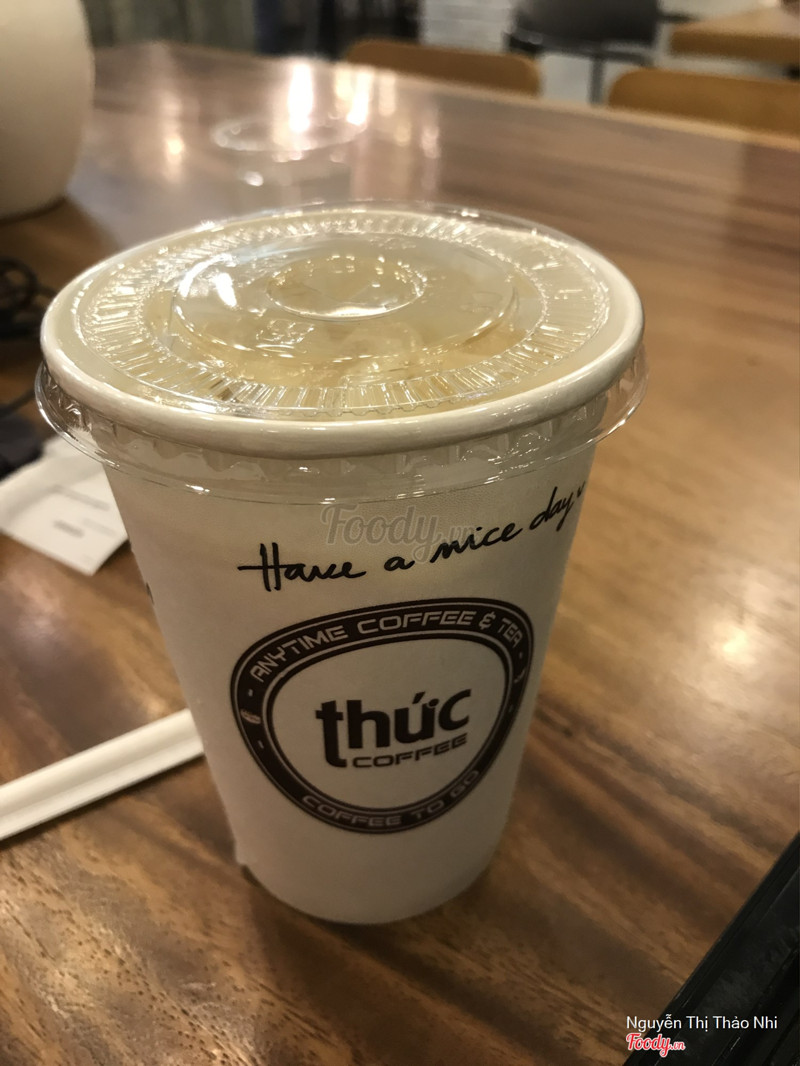 Foody.vn
Have a nice day
ANYTIME COFFEE & TEA
thức
COFFEE
COFFEE TO GO
Nguyễn Thị Thảo Nhi
Foody.vn